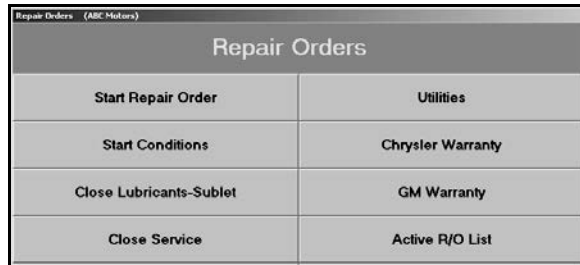 Repair Orders (ABC Motors)
Repair Orders
Start Repair Order Utilities
Start Conditions Chrysler Warranty
Close Lubricants-Sublet GM Warranty
Close Service Active R/O List